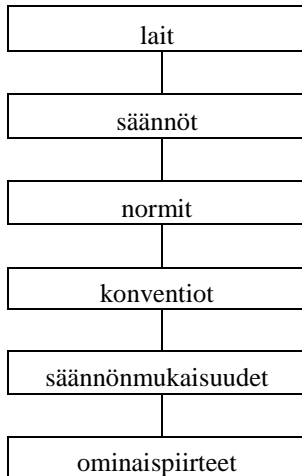 lait
säännöt
normit
konventiot
säännönmukaisuudet
ominaispiirteet